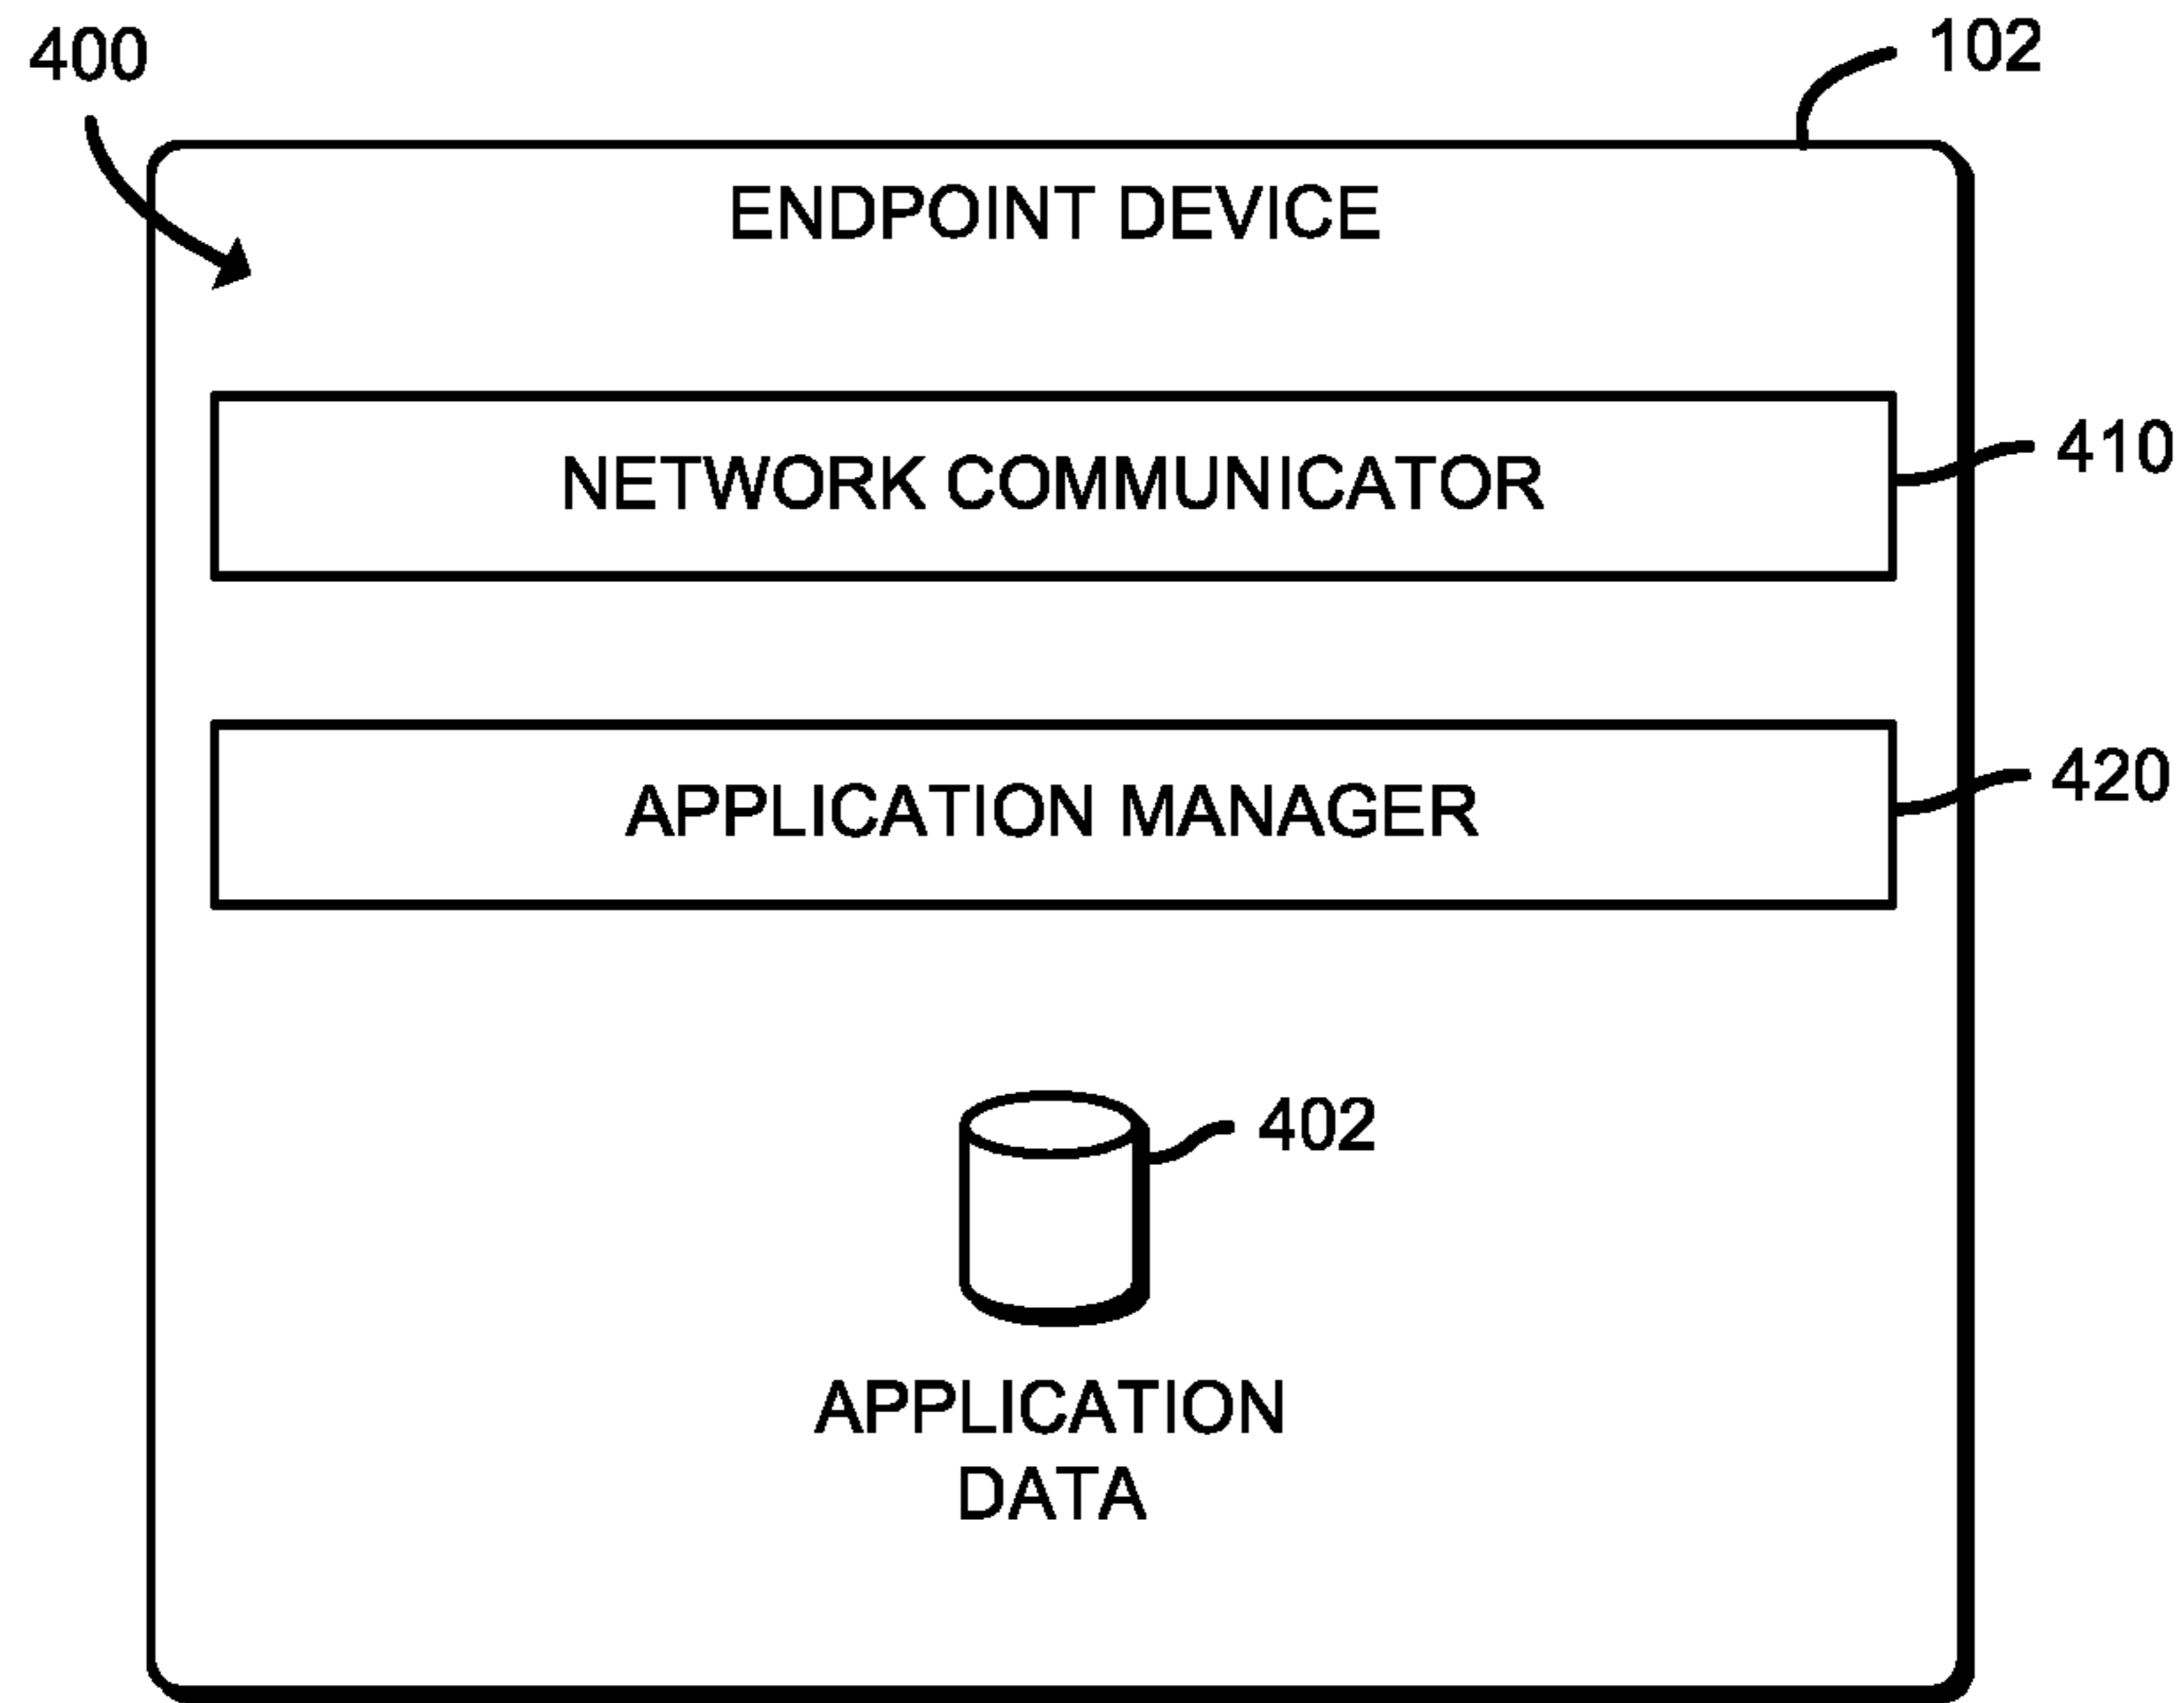 400
102
ENDPOINT DEVICE
NETWORK COMMUNICATOR
410
APPLICATION MANAGER
420
402
APPLICATION
DATA